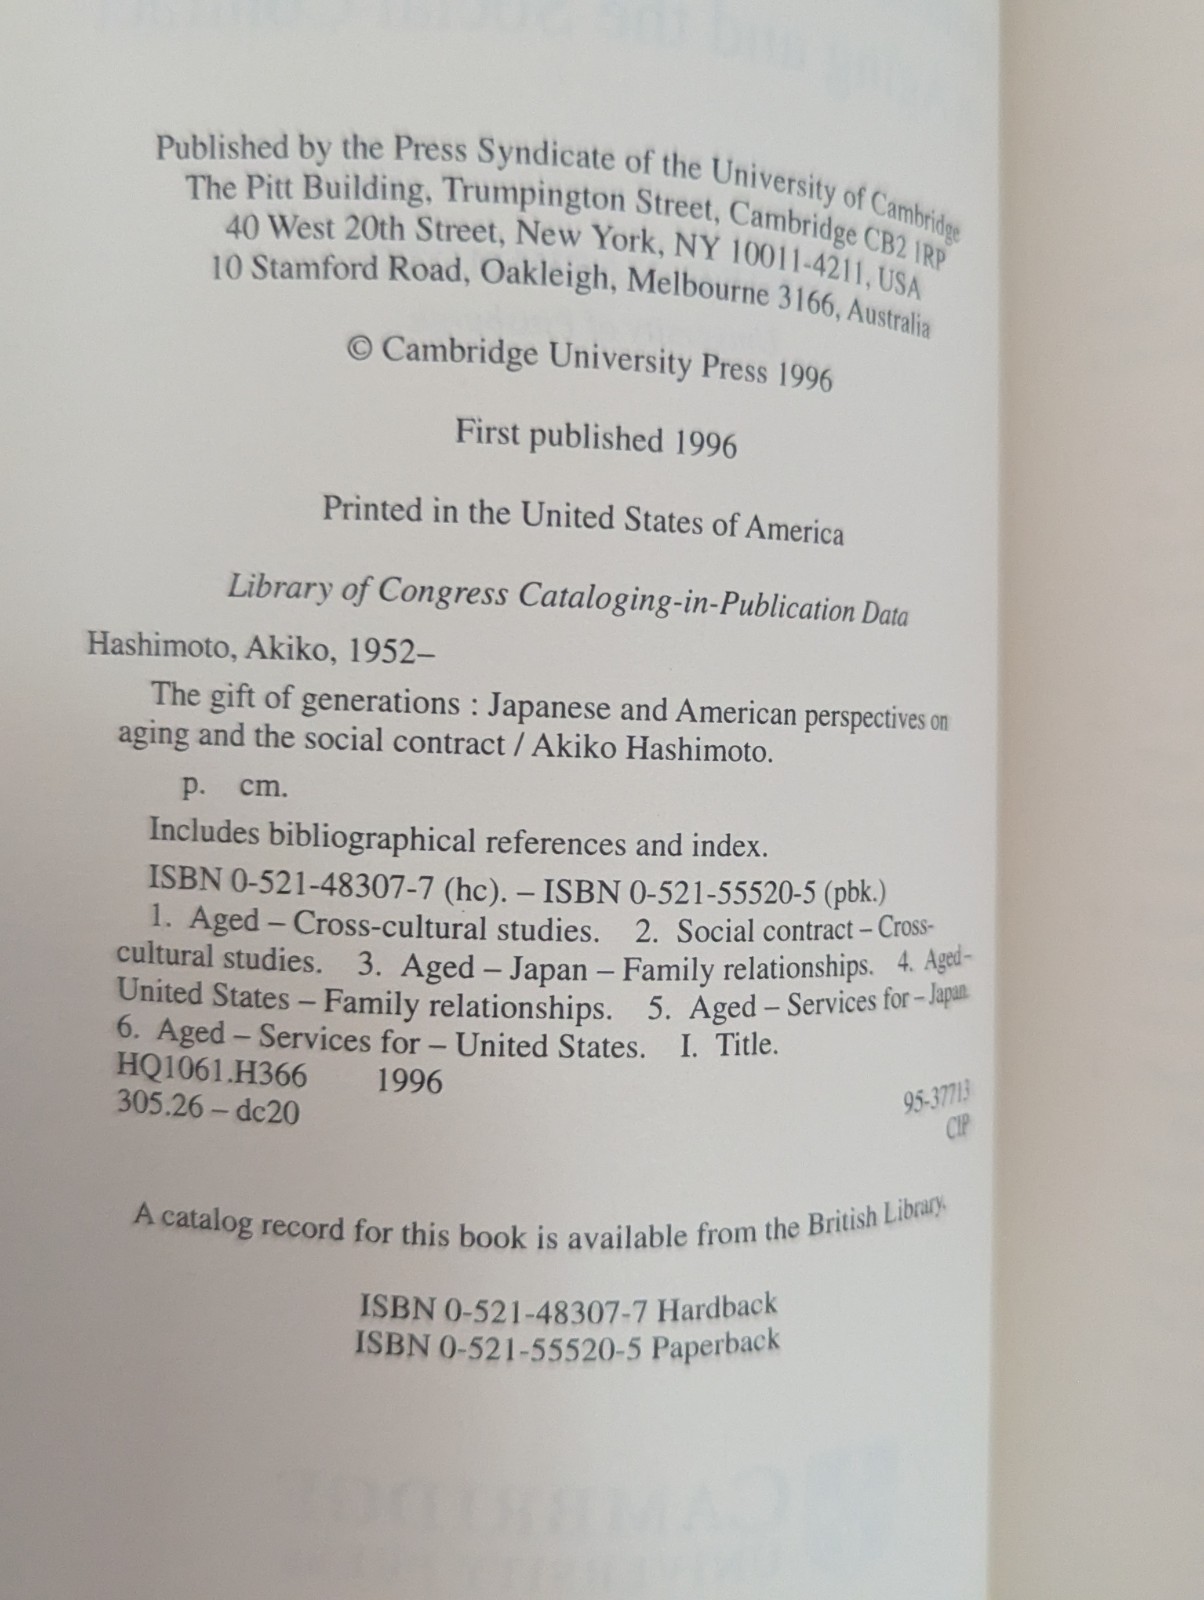 Published by the Press Syndicate of the University of Cambridge
The Pitt Building, Trumpington Street, Cambridge CB2 1RP
40 West 20th Street, New York, NY 10011-4211, USA
10 Stamford Road, Oakleigh, Melbourne 3166, Australia
© Cambridge University Press 1996
First published 1996
Printed in the United States of America
Library of Congress Cataloging-in-Publication Data
Hashimoto, Akiko, 1952–
The gift of generations : Japanese and American perspectives on
aging and the social contract / Akiko Hashimoto.
p. cm.
Includes bibliographical references and index.
ISBN 0-521-48307-7 (hc). – ISBN 0-521-55520-5 (pbk.)
1. Aged – Cross-cultural studies. 2. Social contract – Cross-
cultural studies. 3. Aged – Japan – Family relationships. 4. Aged –
United States – Family relationships. 5. Aged – Services for – Japan.
6. Aged – Services for – United States. I. Title.
HQ1061.H366 1996
305.26 – dc20 95-37713
CIP
A catalog record for this book is available from the British Library.
ISBN 0-521-48307-7 Hardback
ISBN 0-521-55520-5 Paperback